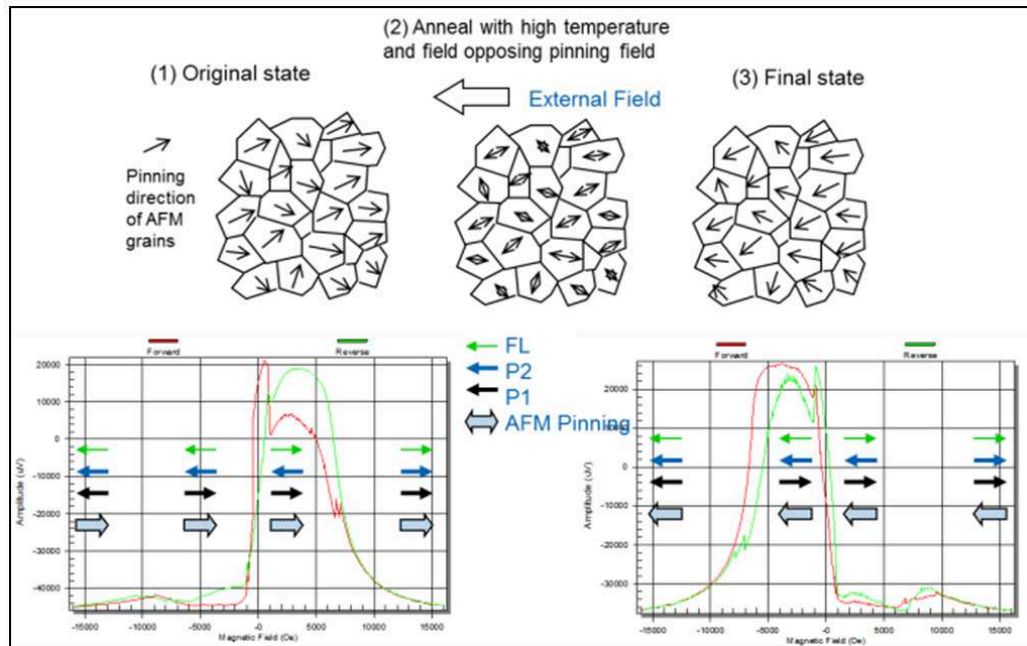 (2) Anneal with high temperature
and field opposing pinning field
(1) Original state
(3) Final state
External Field
Pinning
direction
of AFM
grains
Forward
Reverse
20000
10000
0
-10000
-20000
-30000
-40000
Amplitude (uV)
-15000
-10000
-5000
-0
5000
10000
15000
Magnetic Field (Oe)
FL
P2
P1
AFM Pinning
Forward
Reverse
20000
10000
0
-10000
-20000
-30000
Amplitude (uV)
-15000
-10000
-5000
0
5000
10000
15000
Magnetic Field (Oe)